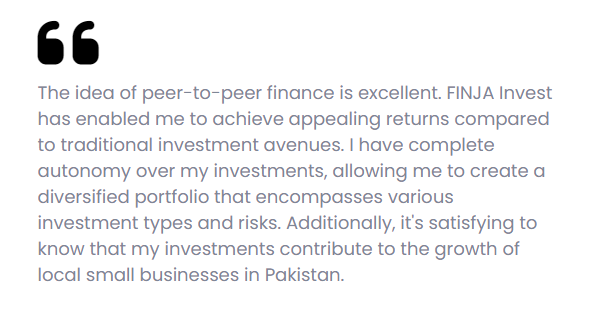 The idea of peer-to-peer finance is excellent. FINJA Invest
has enabled me to achieve appealing returns compared
to traditional investment avenues. I have complete
autonomy over my investments, allowing me to create a
diversified portfolio that encompasses various
investment types and risks. Additionally, it's satisfying to
know that my investments contribute to the growth of
local small businesses in Pakistan.